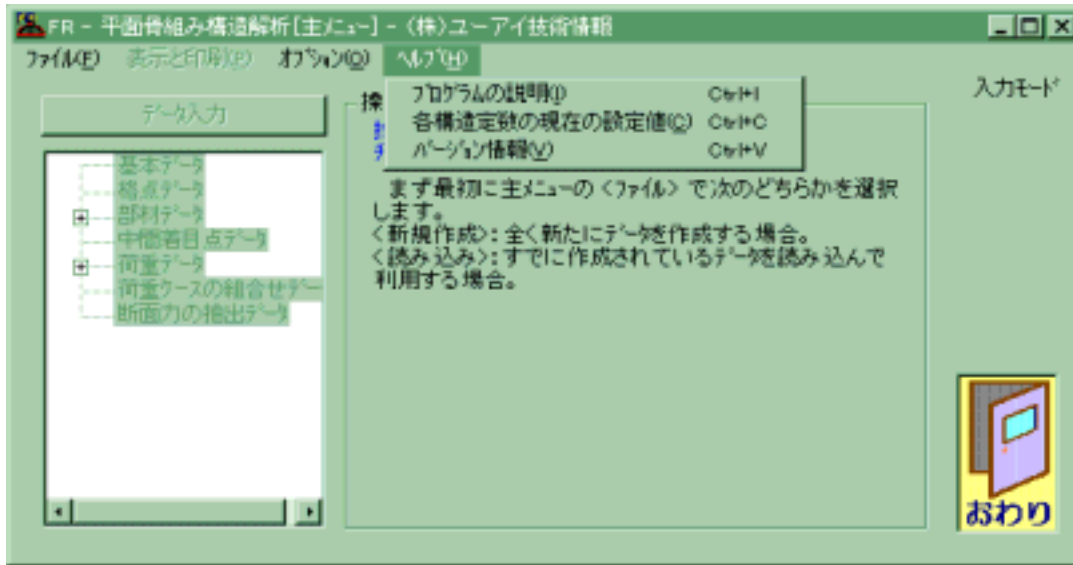 FR - 平面骨組み構造解析[主メニュー] - (株)ユーアイ技術情報
ファイル(F) 表示と印刷(P) オプション(O) ヘルプ(H)
プログラムの説明(I) Ctrl+I
各構造定数の現在の設定値(C) Ctrl+C
バージョン情報(V) Ctrl+V
入力モード
データ入力
基本データ
格点データ
部材データ
中間着目点データ
荷重データ
荷重ケースの組合せデー
断面力の抽出データ
操
まず最初に主メニューの <ファイル> で次のどちらかを選択
します。
<新規作成>: 全く新たにデータを作成する場合。
<読み込み>: すでに作成されているデータを読み込んで
利用する場合。
おわり